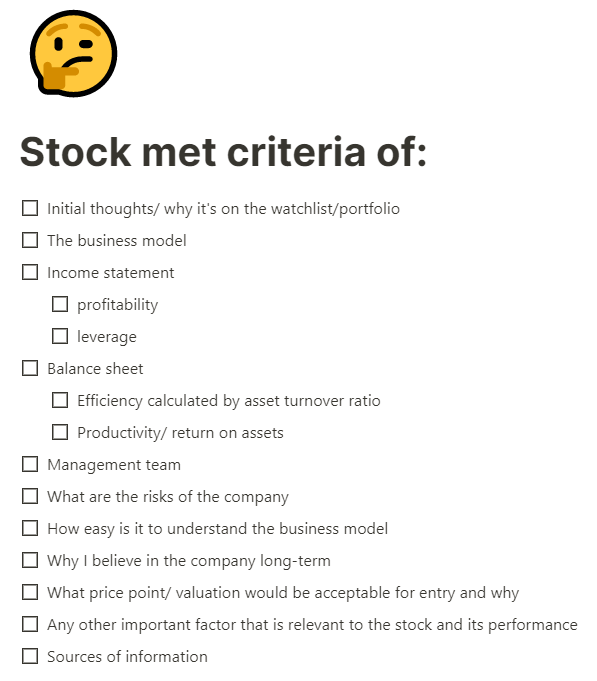 Stock met criteria of:
Initial thoughts/ why it's on the watchlist/portfolio
The business model
Income statement
profitability
leverage
Balance sheet
Efficiency calculated by asset turnover ratio
Productivity/ return on assets
Management team
What are the risks of the company
How easy is it to understand the business model
Why I believe in the company long-term
What price point/ valuation would be acceptable for entry and why
Any other important factor that is relevant to the stock and its performance
Sources of information